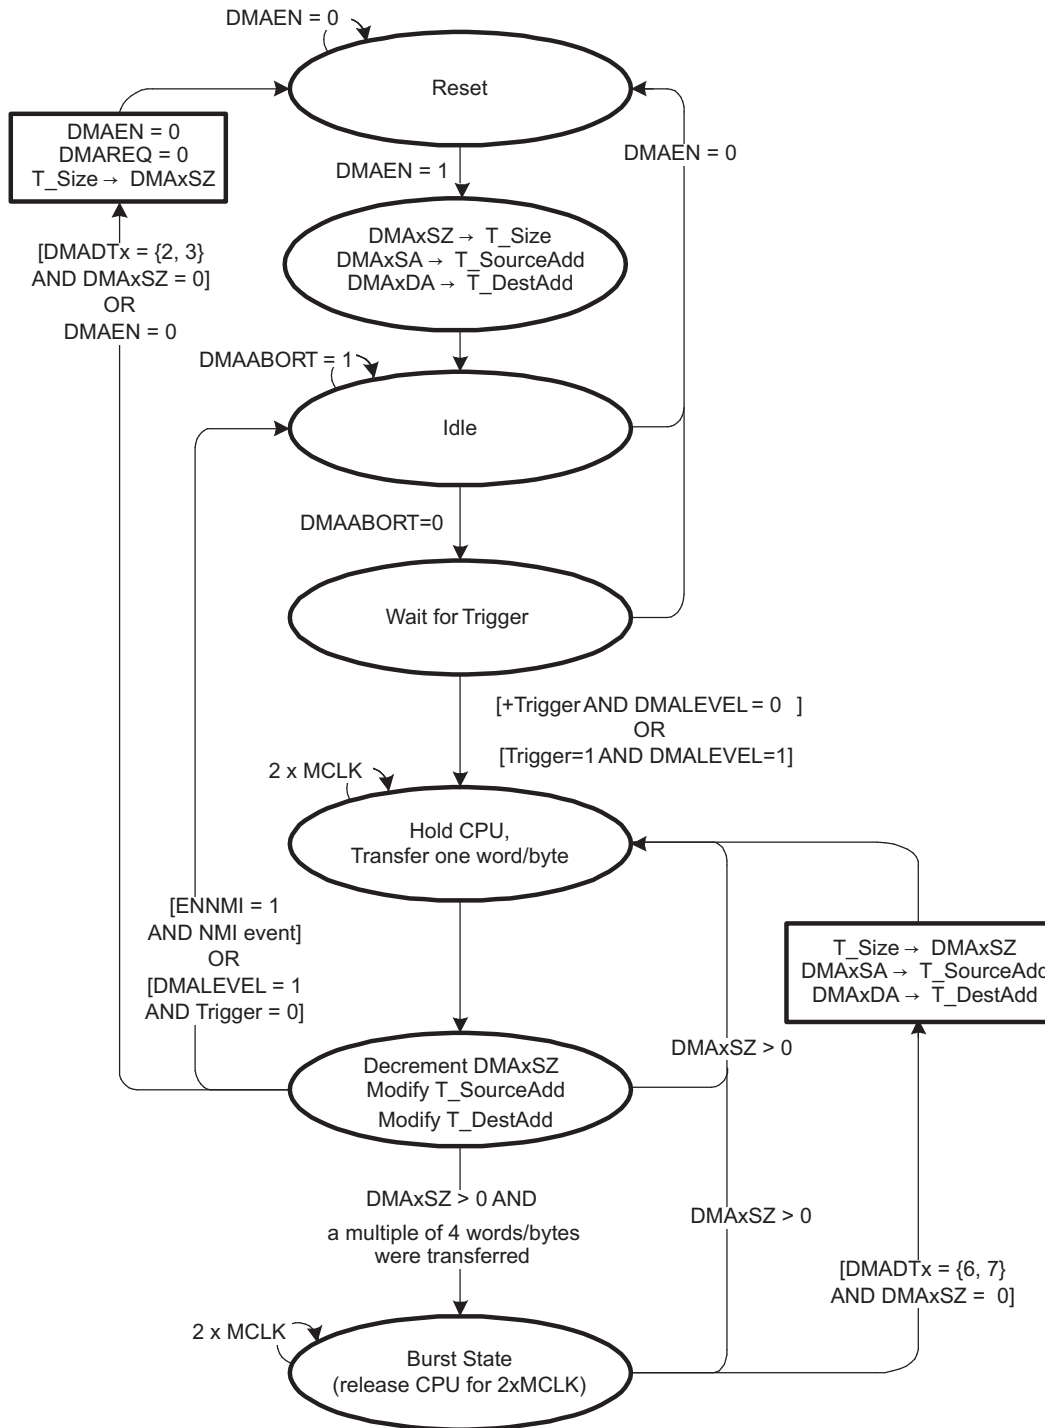 DMAEN = 0
Reset
DMAEN = 0
DMAREQ = 0
T_Size → DMAxSZ
DMAEN = 0
DMAEN = 1
[DMADTx = {2, 3}
AND DMAxSZ = 0]
OR
DMAEN = 0
DMAxSZ → T_Size
DMAxSA → T_SourceAdd
DMAxDA → T_DestAdd
DMAABORT = 1
Idle
DMAABORT=0
Wait for Trigger
[+Trigger AND DMALEVEL = 0 ]
OR
[Trigger=1 AND DMALEVEL=1]
2 x MCLK
Hold CPU,
Transfer one word/byte
[ENNMI = 1
AND NMI event]
OR
[DMALEVEL = 1
AND Trigger = 0]
T_Size → DMAxSZ
DMAxSA → T_SourceAdd
DMAxDA → T_DestAdd
DMAxSZ > 0
Decrement DMAxSZ
Modify T_SourceAdd
Modify T_DestAdd
DMAxSZ > 0 AND
a multiple of 4 words/bytes
were transferred
DMAxSZ > 0
[DMADTx = {6, 7}
AND DMAxSZ = 0]
2 x MCLK
Burst State
(release CPU for 2xMCLK)